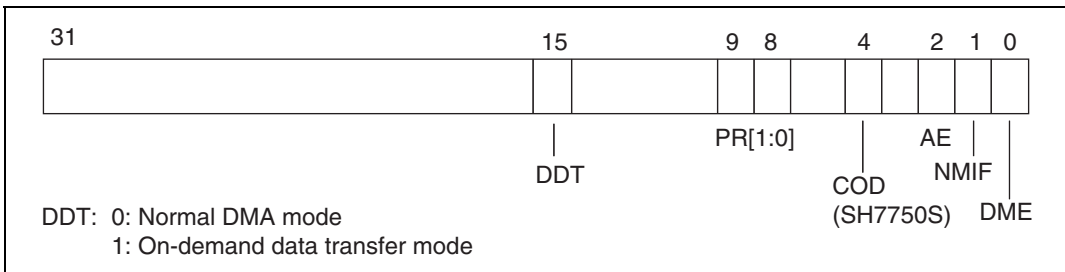 31 15 9 8 4 2 1 0
PR[1:0] AE
DDT NMIF
COD
(SH7750S) DME
DDT: 0: Normal DMA mode
1: On-demand data transfer mode